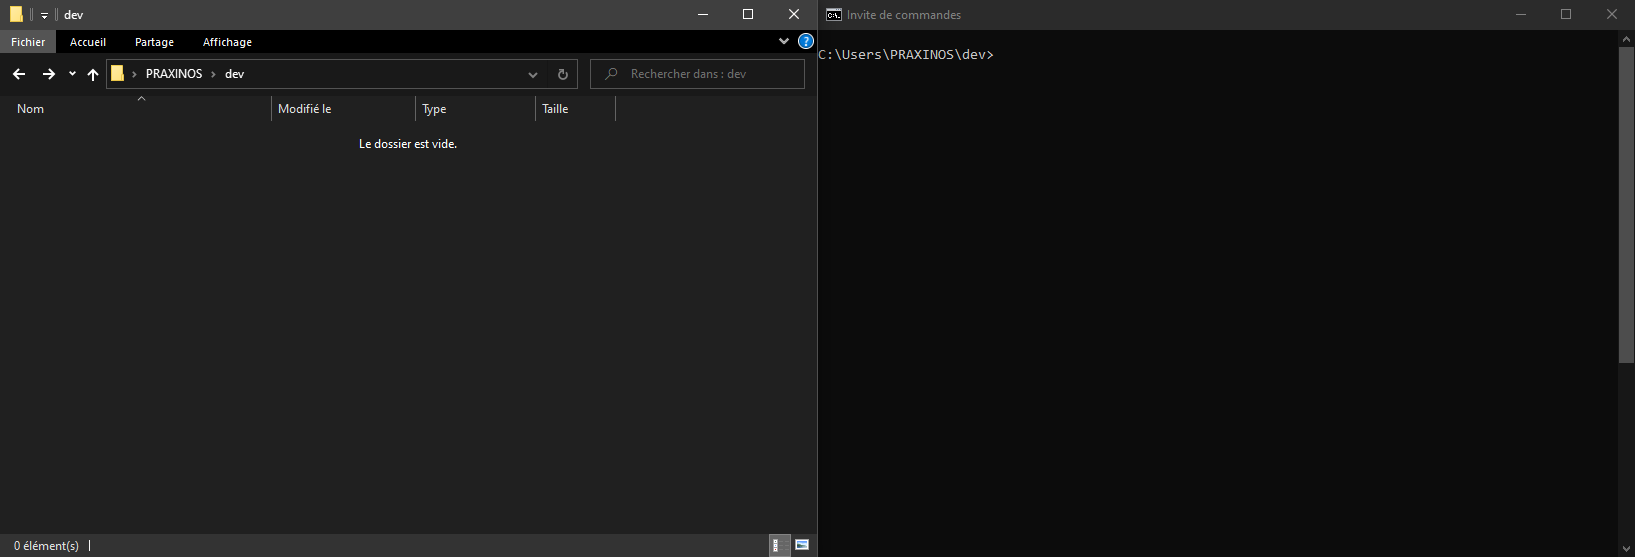 dev
Fichier Accueil Partage Affichage
PRAXINOS dev
Rechercher dans : dev
Nom Modifié le Type Taille
Le dossier est vide.
0 élément(s)
Invite de commandes
C:\Users\PRAXINOS\dev>